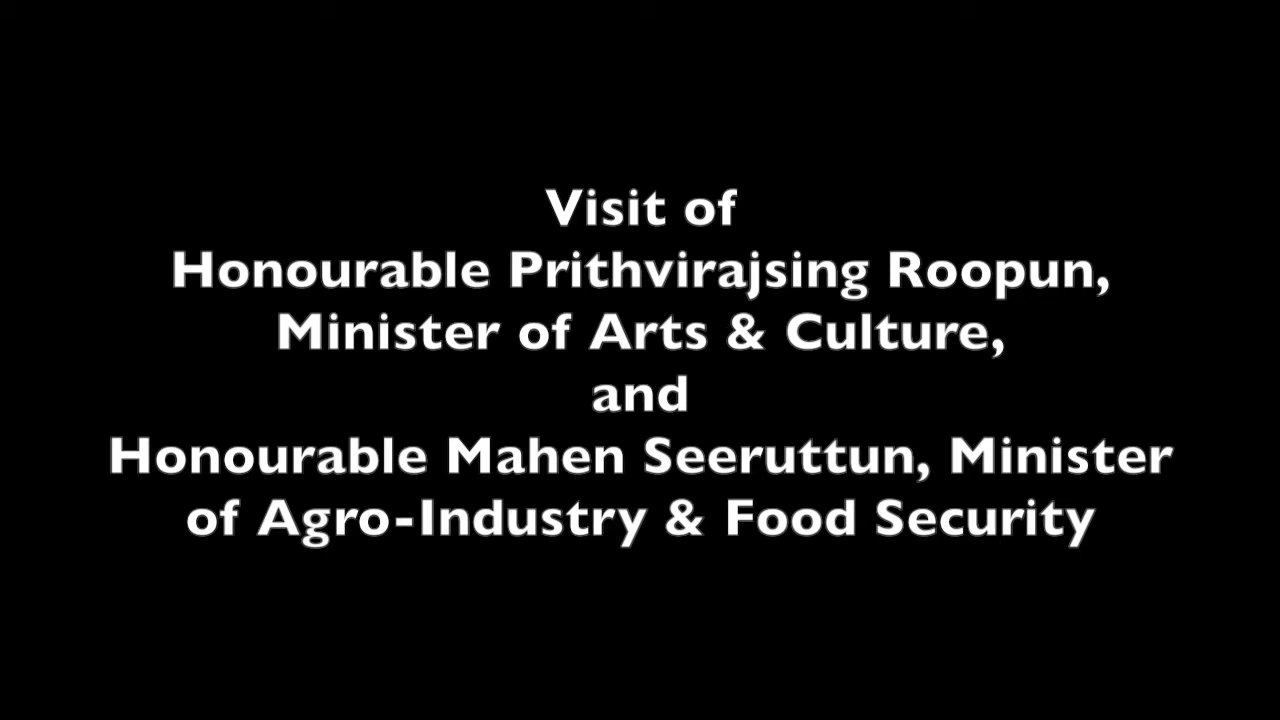 Visit of
Honourable Prithvirajsing Roopun,
Minister of Arts & Culture,
and
Honourable Mahen Seeruttun, Minister
of Agro-Industry & Food Security